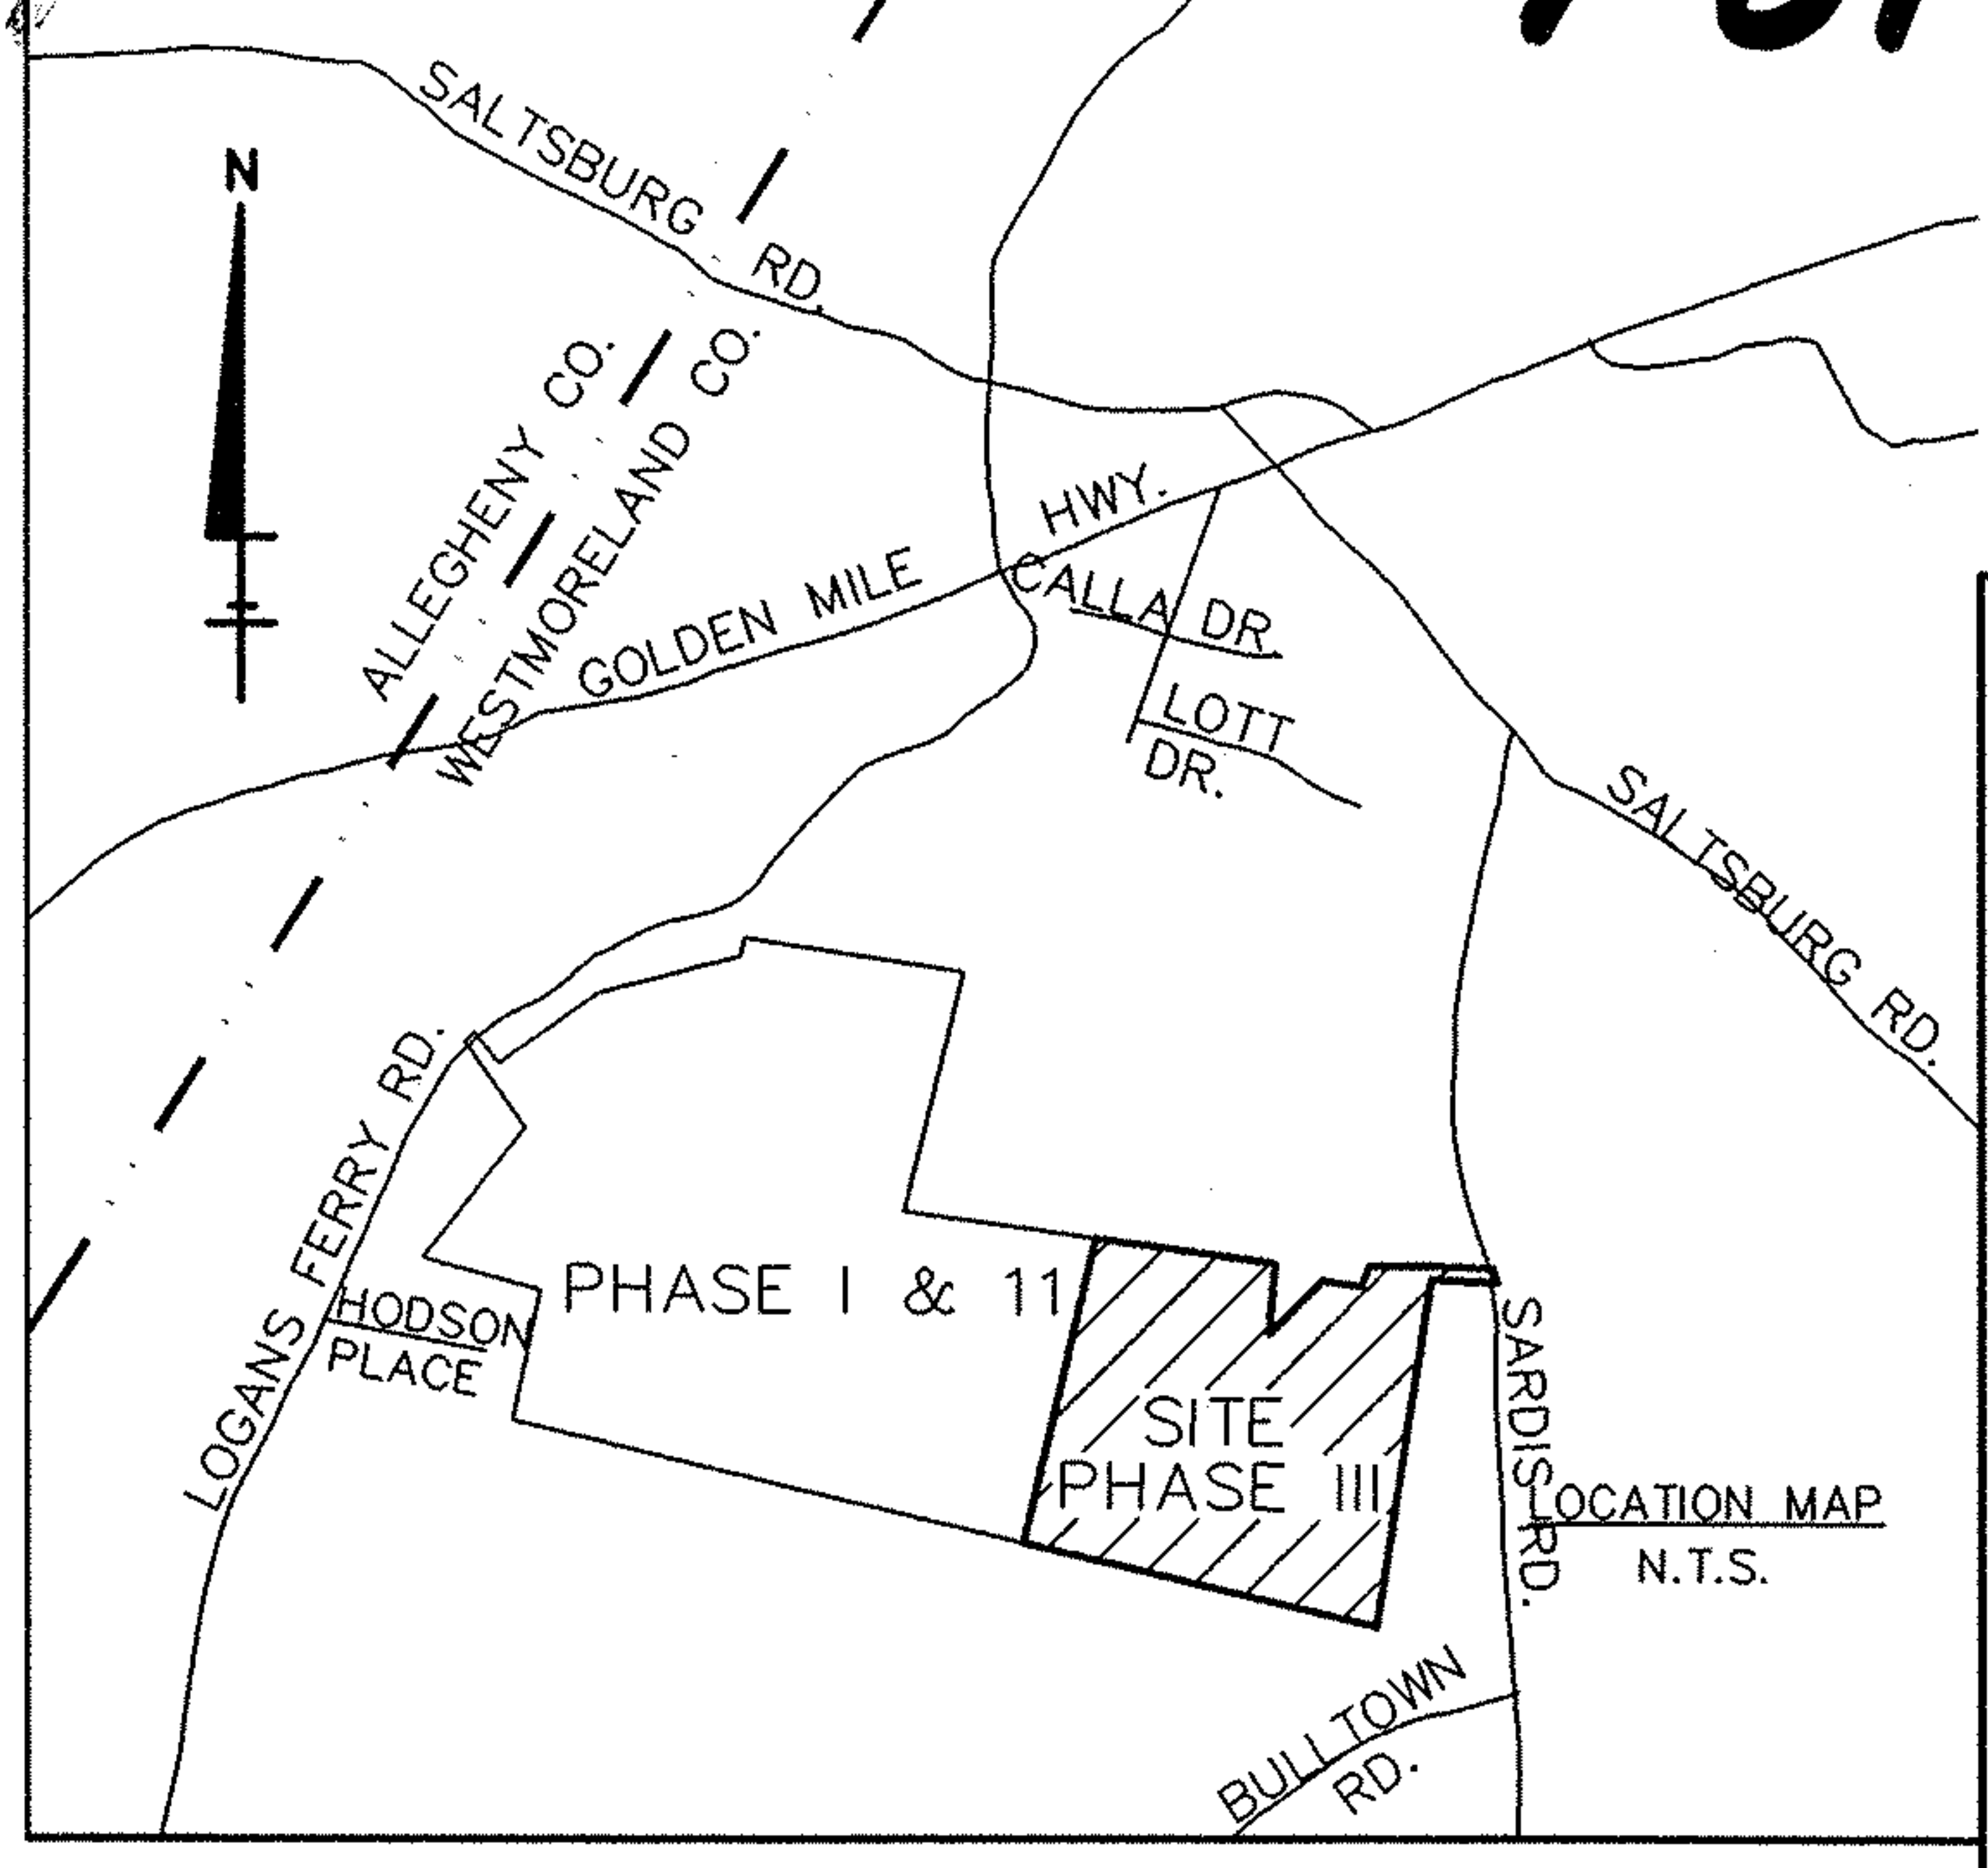 SALTSBURG RD.
N
ALLEGHENY CO.
WESTMORELAND CO.
GOLDEN MILE HWY.
CALLA DR.
LOTT
DR.
SALTSBURG RD.
LOGANS FERRY RD.
HODSON
PLACE
PHASE I & 11
SITE
PHASE III
SARDIS RD.
LOCATION MAP
N.T.S.
BULLTOWN
RD.